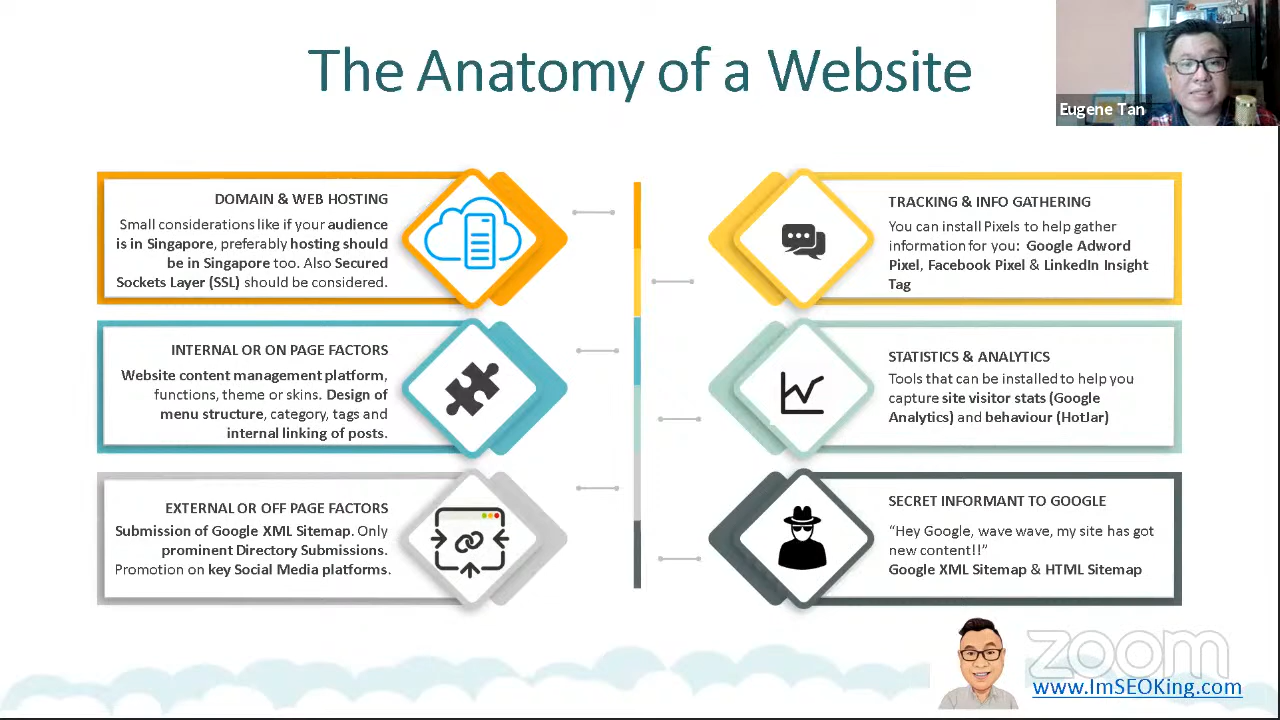 The Anatomy of a Website
Eugene Tan
DOMAIN & WEB HOSTING
Small considerations like if your audience
is in Singapore, preferably hosting should
be in Singapore too. Also Secured
Sockets Layer (SSL) should be considered.
INTERNAL OR ON PAGE FACTORS
Website content management platform,
functions, theme or skins. Design of
menu structure, category, tags and
internal linking of posts.
EXTERNAL OR OFF PAGE FACTORS
Submission of Google XML Sitemap. Only
prominent Directory Submissions.
Promotion on key Social Media platforms.
TRACKING & INFO GATHERING
You can install Pixels to help gather
information for you: Google Adword
Pixel, Facebook Pixel & LinkedIn Insight
Tag
STATISTICS & ANALYTICS
Tools that can be installed to help you
capture site visitor stats (Google
Analytics) and behaviour (HotJar)
SECRET INFORMANT TO GOOGLE
“Hey Google, wave wave, my site has got
new content!!”
Google XML Sitemap & HTML Sitemap
zoom
www.ImSEOKing.com